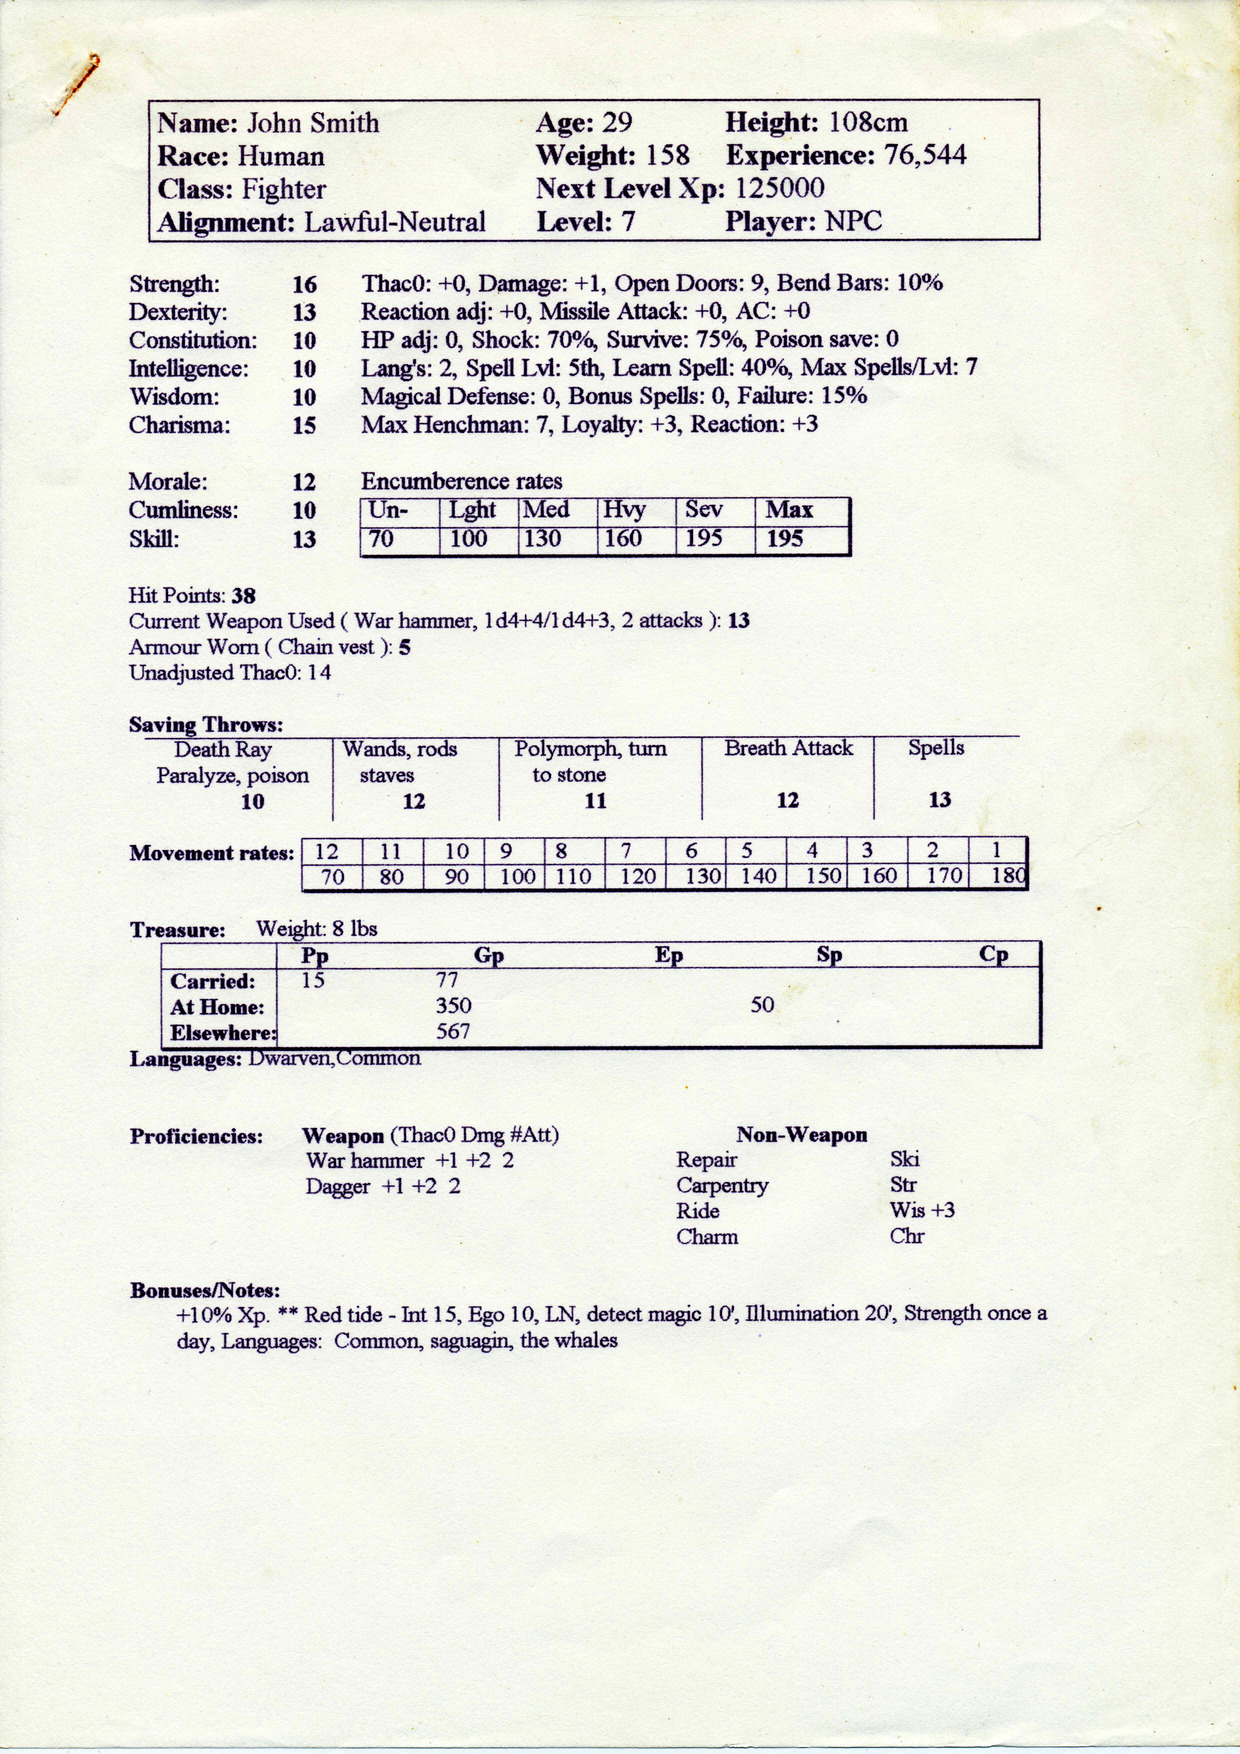 Name: John Smith Age: 29 Height: 108cm
Race: Human Weight: 158 Experience: 76,544
Class: Fighter Next Level Xp: 125000
Alignment: Lawful-Neutral Level: 7 Player: NPC
Strength: 16 Thac0: +0, Damage: +1, Open Doors: 9, Bend Bars: 10%
Dexterity: 13 Reaction adj: +0, Missile Attack: +0, AC: +0
Constitution: 10 HP adj: 0, Shock: 70%, Survive: 75%, Poison save: 0
Intelligence: 10 Lang's: 2, Spell Lvl: 5th, Learn Spell: 40%, Max Spells/Lvl: 7
Wisdom: 10 Magical Defense: 0, Bonus Spells: 0, Failure: 15%
Charisma: 15 Max Henchman: 7, Loyalty: +3, Reaction: +3
Morale: 12 Encumberence rates
Cumliness: 10 Un- Lght Med Hvy Sev Max
Skill: 13 70 100 130 160 195 195
Hit Points: 38
Current Weapon Used ( War hammer, 1d4+4/1d4+3, 2 attacks ): 13
Armour Worn ( Chain vest ): 5
Unadjusted Thac0: 14
Saving Throws:
Death Ray Wands, rods Polymorph, turn Breath Attack Spells
Paralyze, poison staves to stone
10 12 11 12 13
Movement rates: 12 11 10 9 8 7 6 5 4 3 2 1
70 80 90 100 110 120 130 140 150 160 170 180
Treasure: Weight: 8 lbs
Pp Gp Ep Sp Cp
Carried: 15 77
At Home: 350 50
Elsewhere: 567
Languages: Dwarven,Common
Proficiencies: Weapon (Thac0 Dmg #Att) Non-Weapon
War hammer +1 +2 2 Repair Ski
Dagger +1 +2 2 Carpentry Str
Ride Wis +3
Charm Chr
Bonuses/Notes:
+10% Xp. ** Red tide - Int 15, Ego 10, LN, detect magic 10', Illumination 20', Strength once a
day, Languages: Common, saguagin, the whales